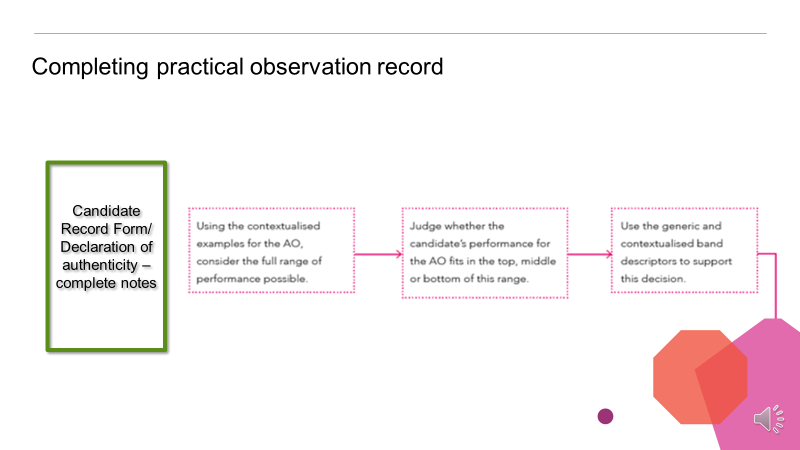 Completing practical observation record
Candidate
Record Form/
Declaration of
authenticity –
complete notes
Using the contextualised
examples for the AO,
consider the full range of
performance possible.
Judge whether the
candidate's performance for
the AO fits in the top, middle
or bottom of this range.
Use the generic and
contextualised band
descriptors to support
this decision.